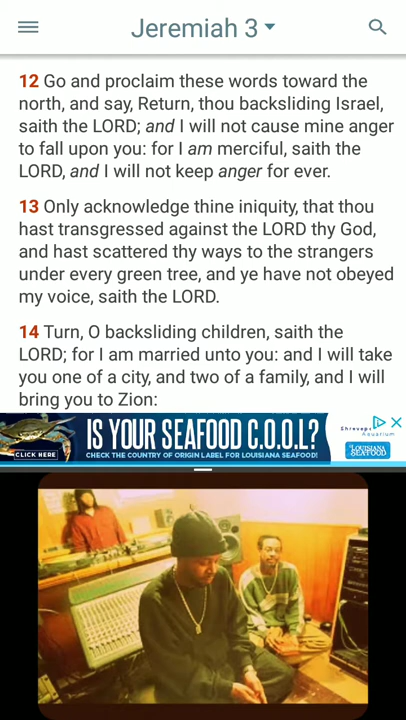 Jeremiah 3
12 Go and proclaim these words toward the
north, and say, Return, thou backsliding Israel,
saith the LORD; and I will not cause mine anger
to fall upon you: for I am merciful, saith the
LORD, and I will not keep anger for ever.
13 Only acknowledge thine iniquity, that thou
hast transgressed against the LORD thy God,
and hast scattered thy ways to the strangers
under every green tree, and ye have not obeyed
my voice, saith the LORD.
14 Turn, O backsliding children, saith the
LORD; for I am married unto you: and I will take
you one of a city, and two of a family, and I will
bring you to Zion:
IS YOUR SEAFOOD C.O.O.L?
CLICK HERE
CHECK THE COUNTRY OF ORIGIN LABEL FOR LOUISIANA SEAFOOD!
Aquarium
LOUISIANA
SEAFOOD